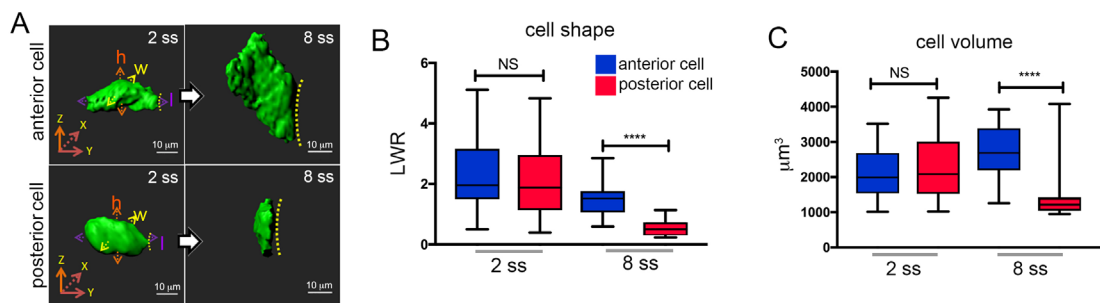 A
anterior cell
2 ss
h
w
l
Z
X
Y
10 μm
8 ss
10 μm
posterior cell
2 ss
h
w
l
Z
X
Y
10 μm
8 ss
10 μm
B
cell shape
LWR
6
4
2
0
NS
****
anterior cell
posterior cell
2 ss
8 ss
C
cell volume
μm³
5000
4000
3000
2000
1000
0
NS
****
2 ss
8 ss